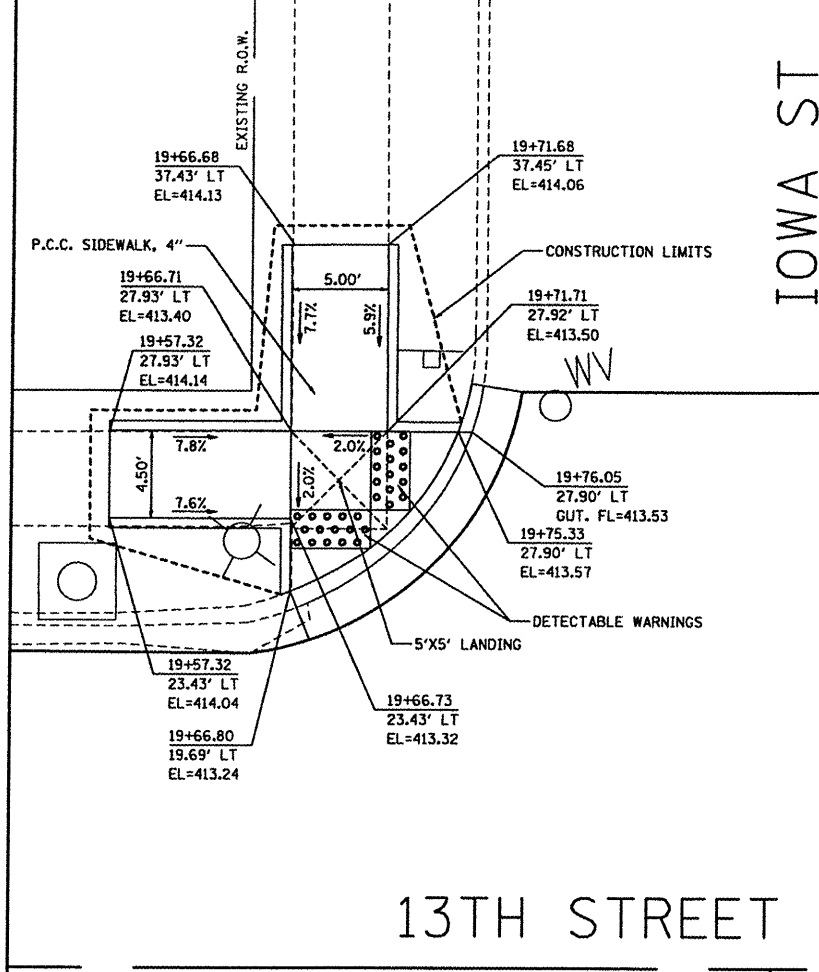 EXISTING R.O.W.
IOWA ST
19+66.68
37.43' LT
EL=414.13
19+71.68
37.45' LT
EL=414.06
P.C.C. SIDEWALK, 4"
CONSTRUCTION LIMITS
19+66.71
27.93' LT
EL=413.40
5.00'
7.7%
5.9%
19+71.71
27.92' LT
EL=413.50
19+57.32
27.93' LT
EL=414.14
WV
7.8%
2.0%
4.50'
2.0%
7.6%
19+76.05
27.90' LT
GUT. FL=413.53
19+75.33
27.90' LT
EL=413.57
DETECTABLE WARNINGS
5'X5' LANDING
19+57.32
23.43' LT
EL=414.04
19+66.73
23.43' LT
EL=413.32
19+66.80
19.69' LT
EL=413.24
13TH STREET